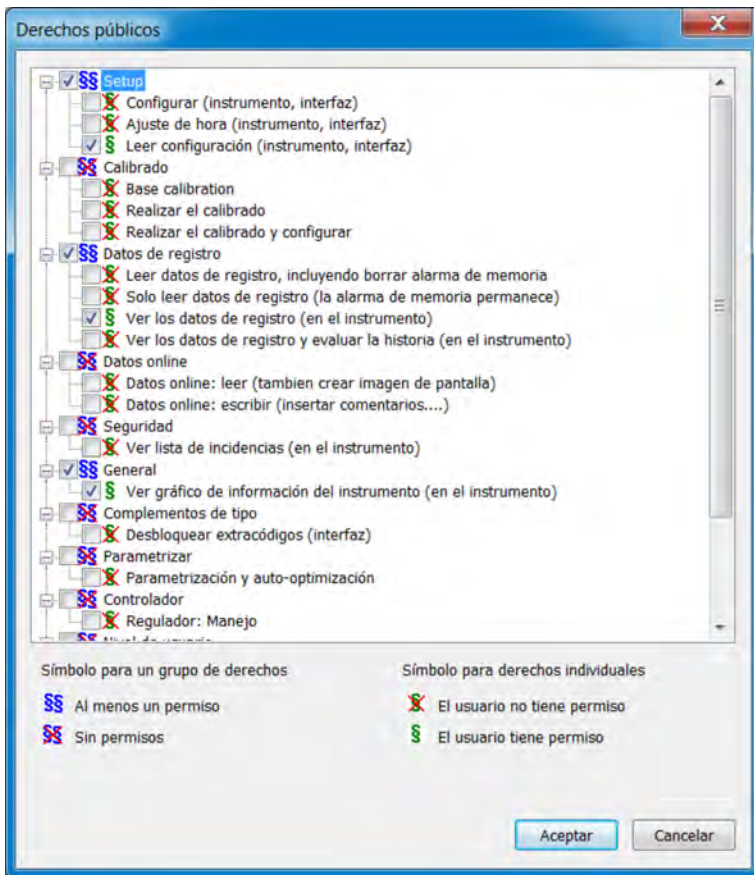 Derechos públicos
§§ Setup
§ Configurar (instrumento, interfaz)
§ Ajuste de hora (instrumento, interfaz)
§ Leer configuración (instrumento, interfaz)
§§ Calibrado
§ Base calibration
§ Realizar el calibrado
§ Realizar el calibrado y configurar
§§ Datos de registro
§ Leer datos de registro, incluyendo borrar alarma de memoria
§ Solo leer datos de registro (la alarma de memoria permanece)
§ Ver los datos de registro (en el instrumento)
§ Ver los datos de registro y evaluar la historia (en el instrumento)
§§ Datos online
§ Datos online: leer (tambien crear imagen de pantalla)
§ Datos online: escribir (insertar comentarios....)
§§ Seguridad
§ Ver lista de incidencias (en el instrumento)
§§ General
§ Ver gráfico de información del instrumento (en el instrumento)
§§ Complementos de tipo
§ Desbloquear extracódigos (interfaz)
§§ Parametrizar
§ Parametrización y auto-optimización
§§ Controlador
§ Regulador: Manejo
Símbolo para un grupo de derechos
§§ Al menos un permiso
§§ Sin permisos
Símbolo para derechos individuales
§ El usuario no tiene permiso
§ El usuario tiene permiso
Aceptar
Cancelar